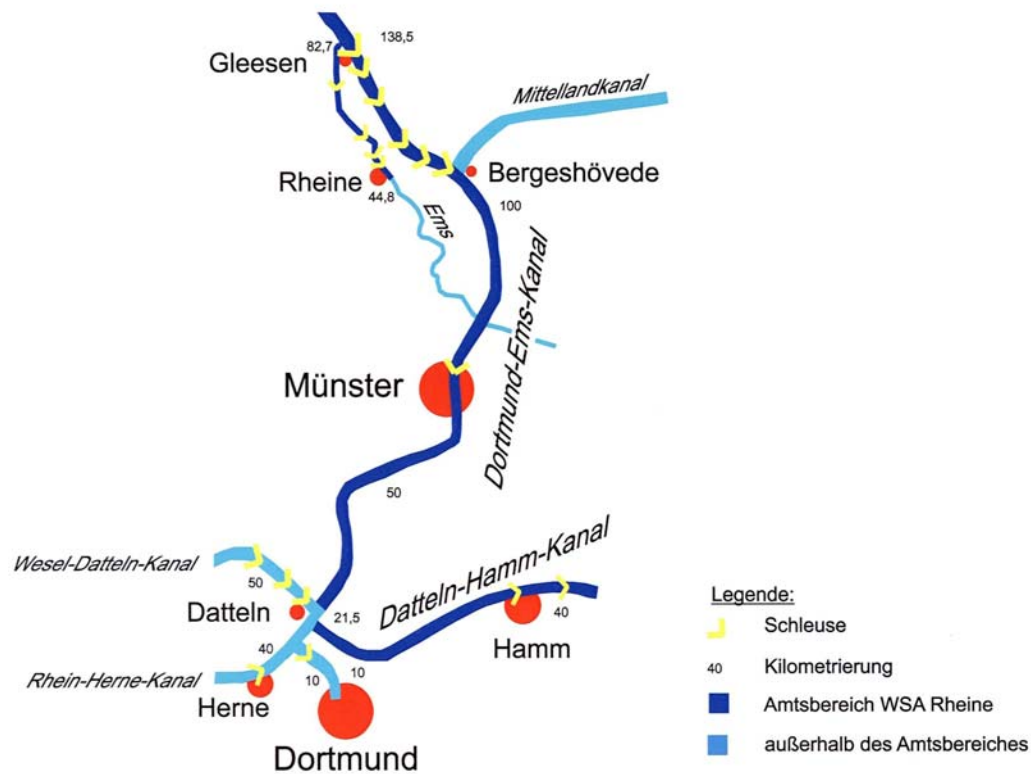 138,5
82,7
Gleesen
Mittellandkanal
Rheine
Bergeshövede
44,8
100
Ems
Dortmund-Ems-Kanal
Münster
50
Wesel-Datteln-Kanal
50
Datteln-Hamm-Kanal
Datteln
21,5
40
Hamm
40
Rhein-Herne-Kanal
10
10
Herne
Dortmund
Legende:
Schleuse
40 Kilometrierung
Amtsbereich WSA Rheine
außerhalb des Amtsbereiches